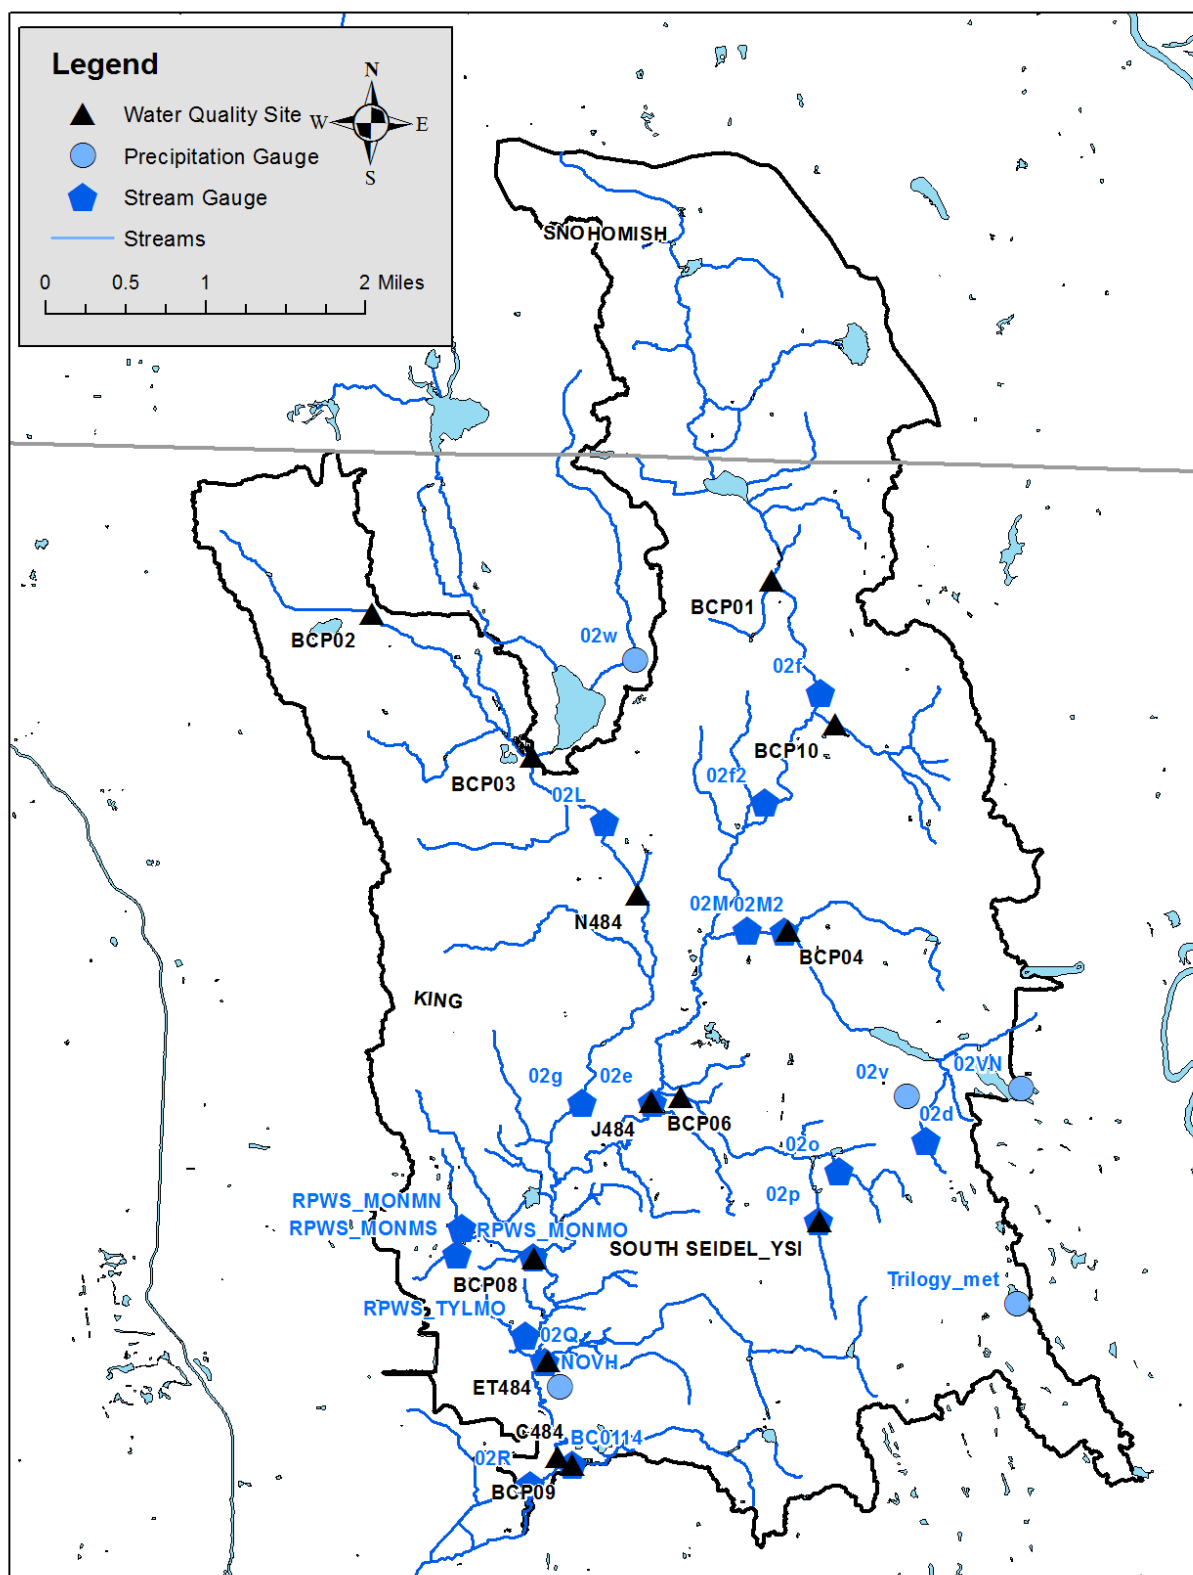 Legend
N
W
E
S
Water Quality Site
Precipitation Gauge
Stream Gauge
Streams
0 0.5 1 2 Miles
SNOHOMISH
BCP01
BCP02
02w
02f
BCP10
BCP03
02f2
02L
02M 02M2
N484
BCP04
KING
02VN
02g 02e
02v
02d
J484
BCP06
02o
RPWS_MONMN
02p
RPWS_MONMS
RPWS_MONMO
SOUTH SEIDEL_YSI
BCP08
Trilogy_met
RPWS_TYLMO
02Q
NOVH
ET484
C484
BC0114
02R
BCP09